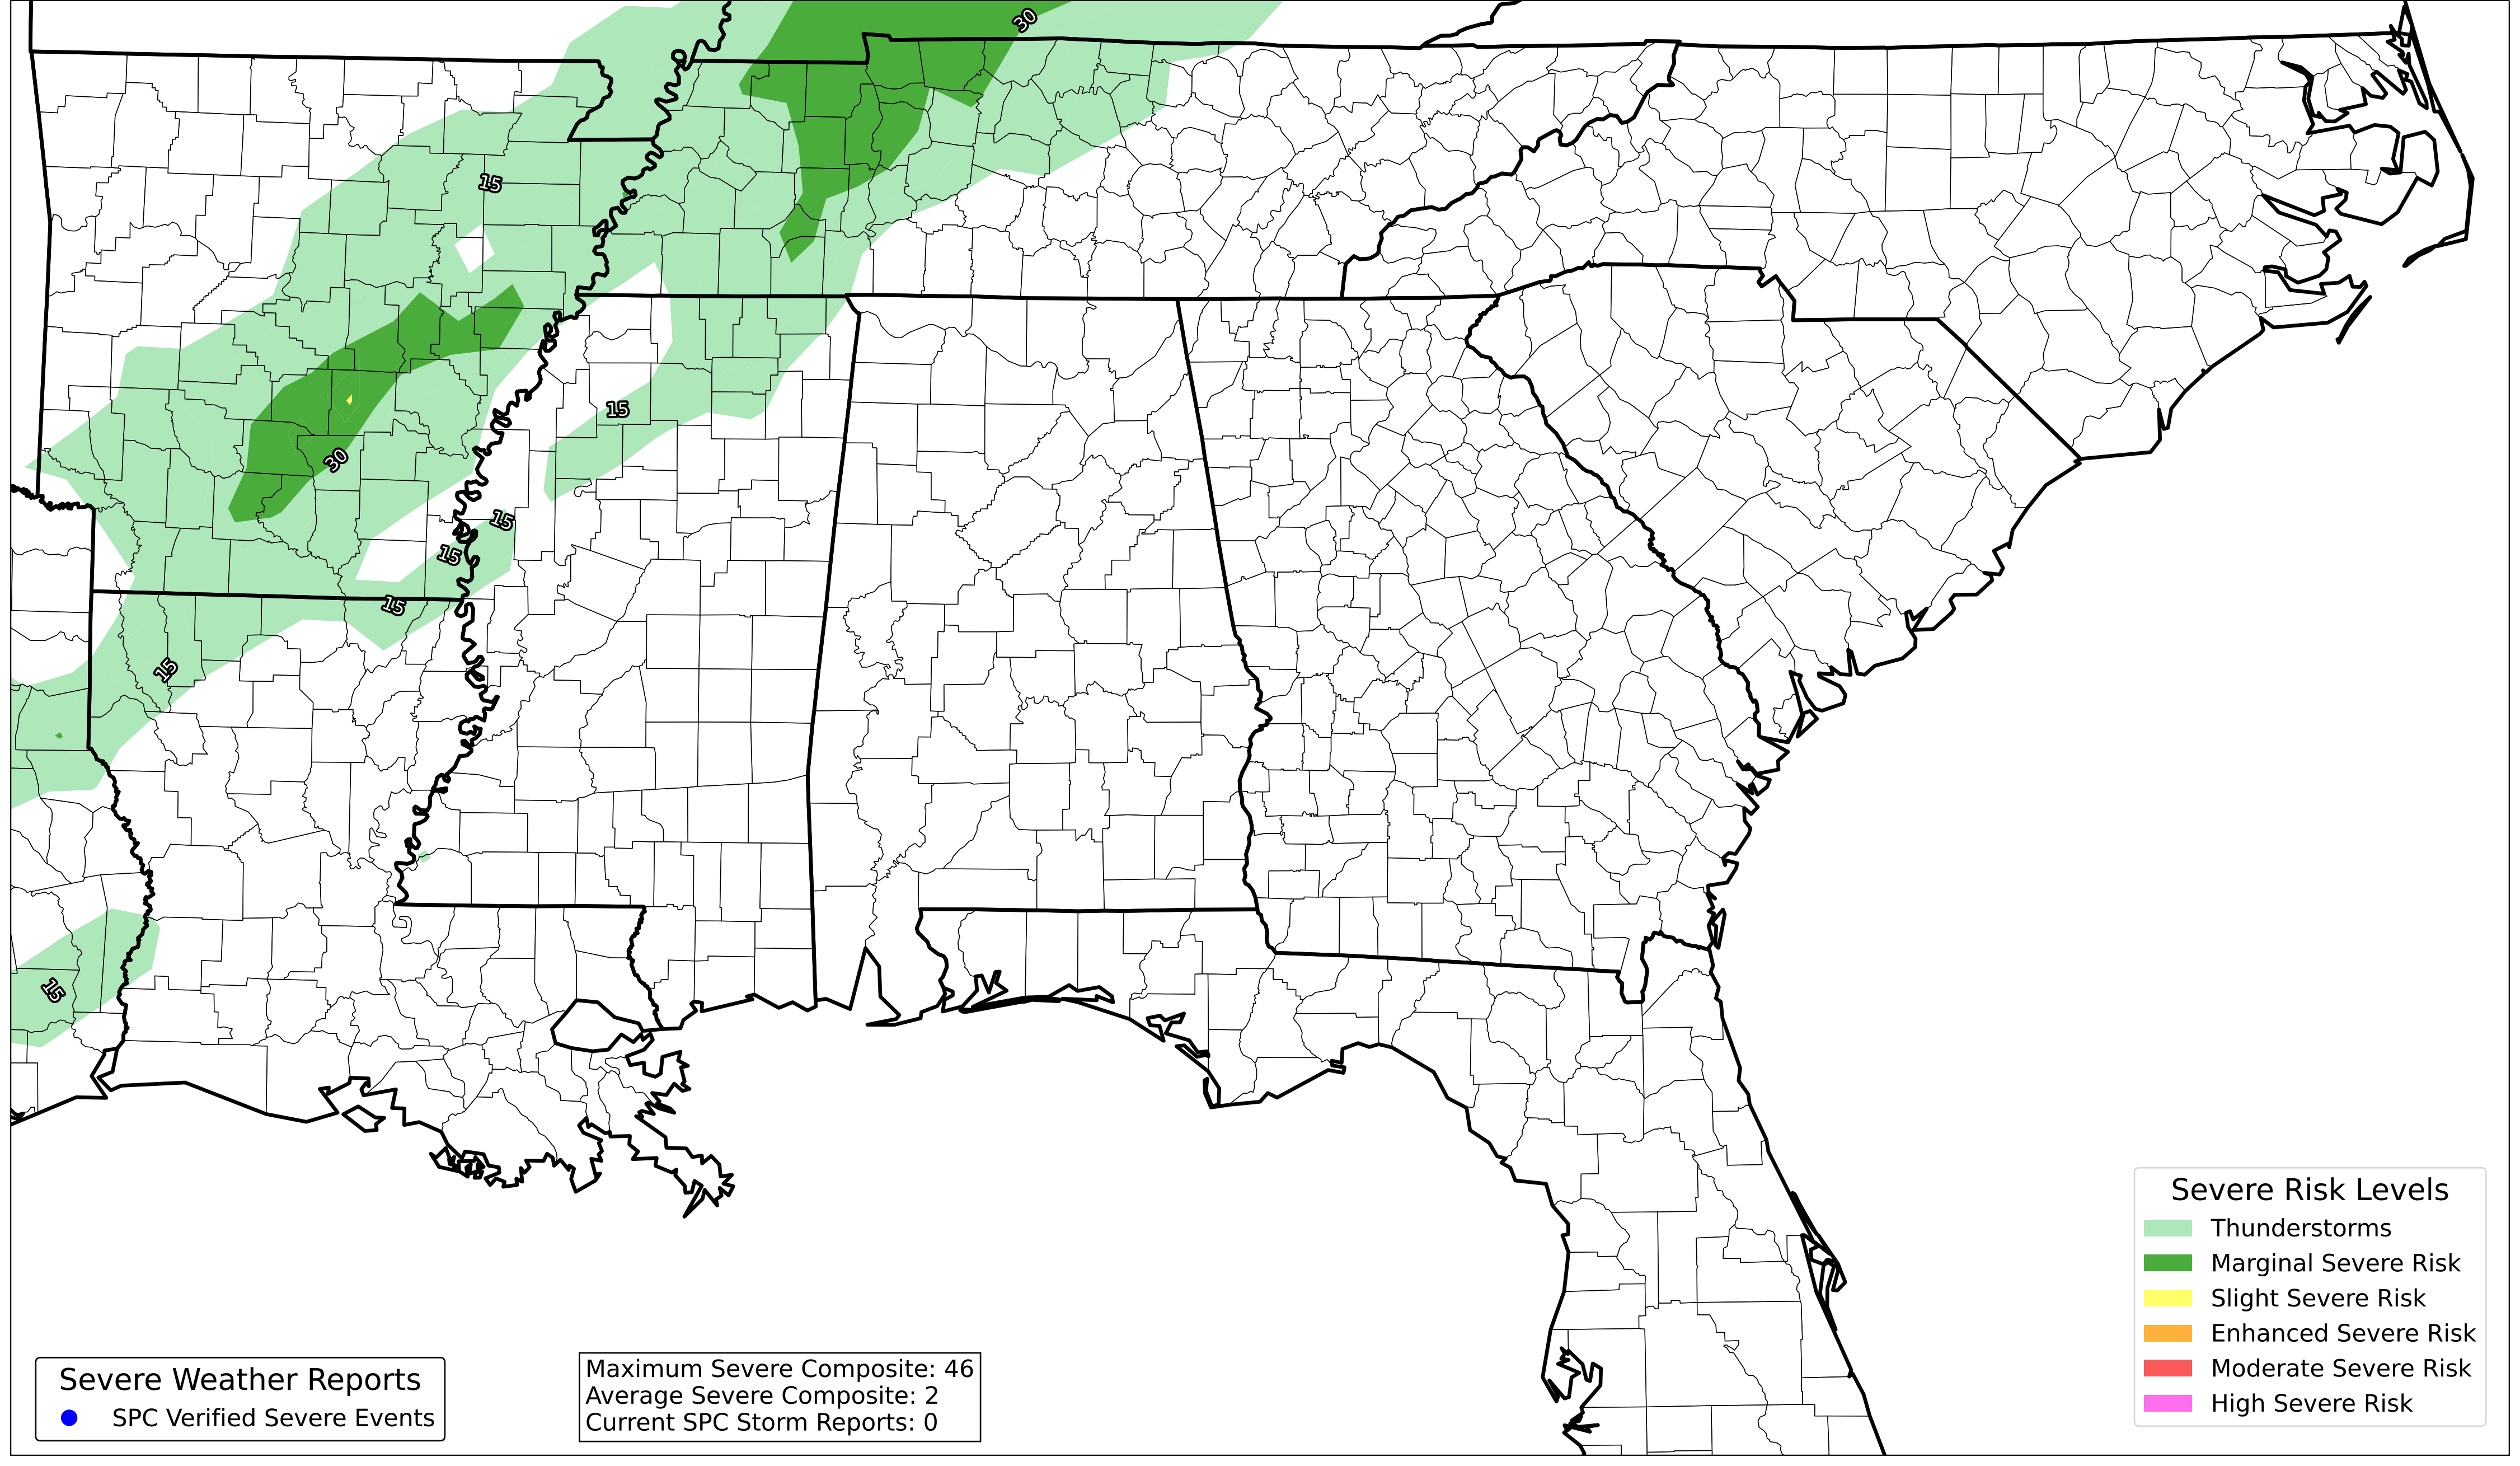 30
15
15
30
15
15
15
15
15
Severe Risk Levels
Thunderstorms
Marginal Severe Risk
Slight Severe Risk
Enhanced Severe Risk
Moderate Severe Risk
High Severe Risk
Severe Weather Reports
SPC Verified Severe Events
Maximum Severe Composite: 46
Average Severe Composite: 2
Current SPC Storm Reports: 0